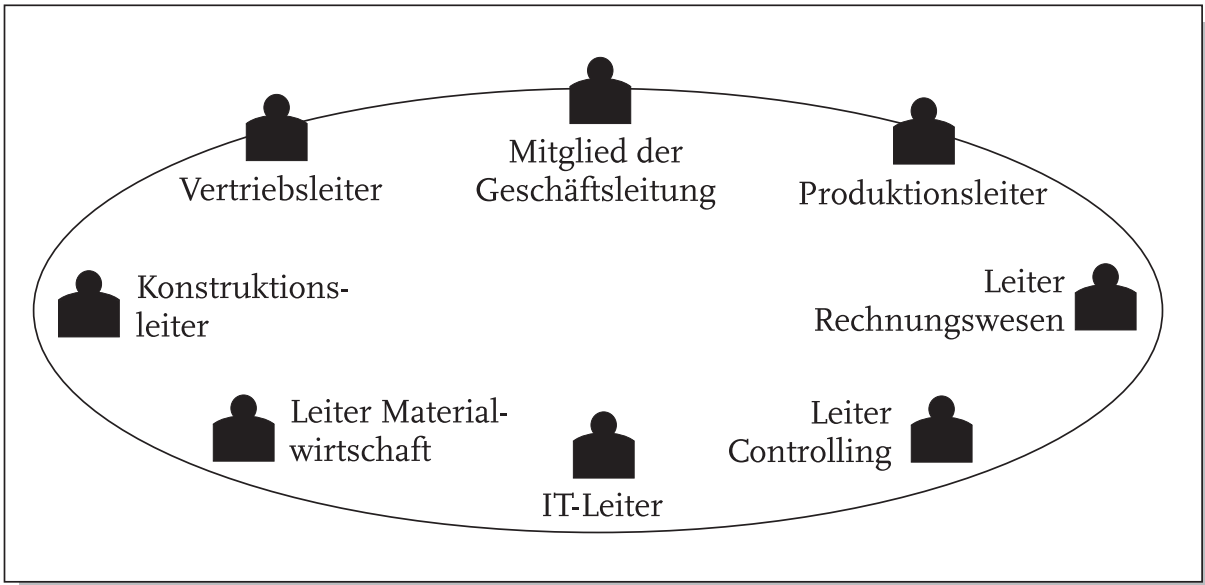 Mitglied der
Geschäftsleitung
Vertriebsleiter
Produktionsleiter
Konstruktions-
leiter
Leiter
Rechnungswesen
Leiter Material-
wirtschaft
Leiter
Controlling
IT-Leiter